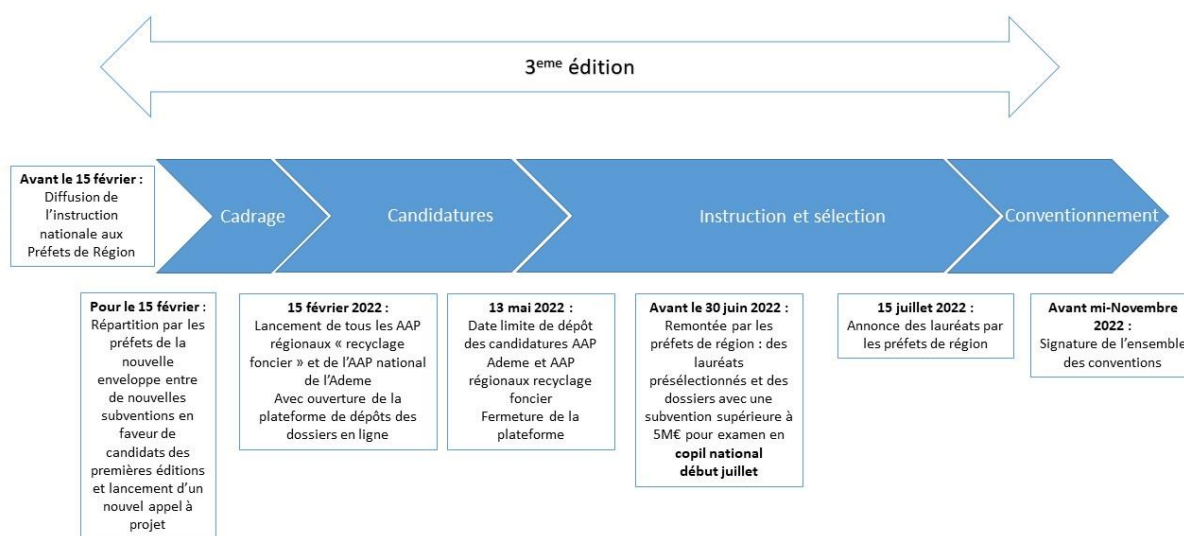 3eme édition
Avant le 15 février :
Diffusion de
l'instruction
nationale aux
Préfets de Région
Cadrage
Candidatures
Instruction et sélection
Conventionnement
Pour le 15 février :
Répartition par les
préfets de la
nouvelle
enveloppe entre
de nouvelles
subventions en
faveur de
candidats des
premières éditions
et lancement d'un
nouvel appel à
projet
15 février 2022 :
Lancement de tous les AAP
régionaux « recyclage
foncier » et de l'AAP national
de l'Ademe
Avec ouverture de la
plateforme de dépôts des
dossiers en ligne
13 mai 2022 :
Date limite de dépôt
des candidatures AAP
Ademe et AAP
régionaux recyclage
foncier
Fermeture de la
plateforme
Avant le 30 juin 2022 :
Remontée par les
préfets de région : des
lauréats
présélectionnés et des
dossiers avec une
subvention supérieure à
5M€ pour examen en
copil national
début juillet
15 juillet 2022 :
Annonce des lauréats par
les préfets de région
Avant mi-Novembre
2022 :
Signature de l'ensemble
des conventions